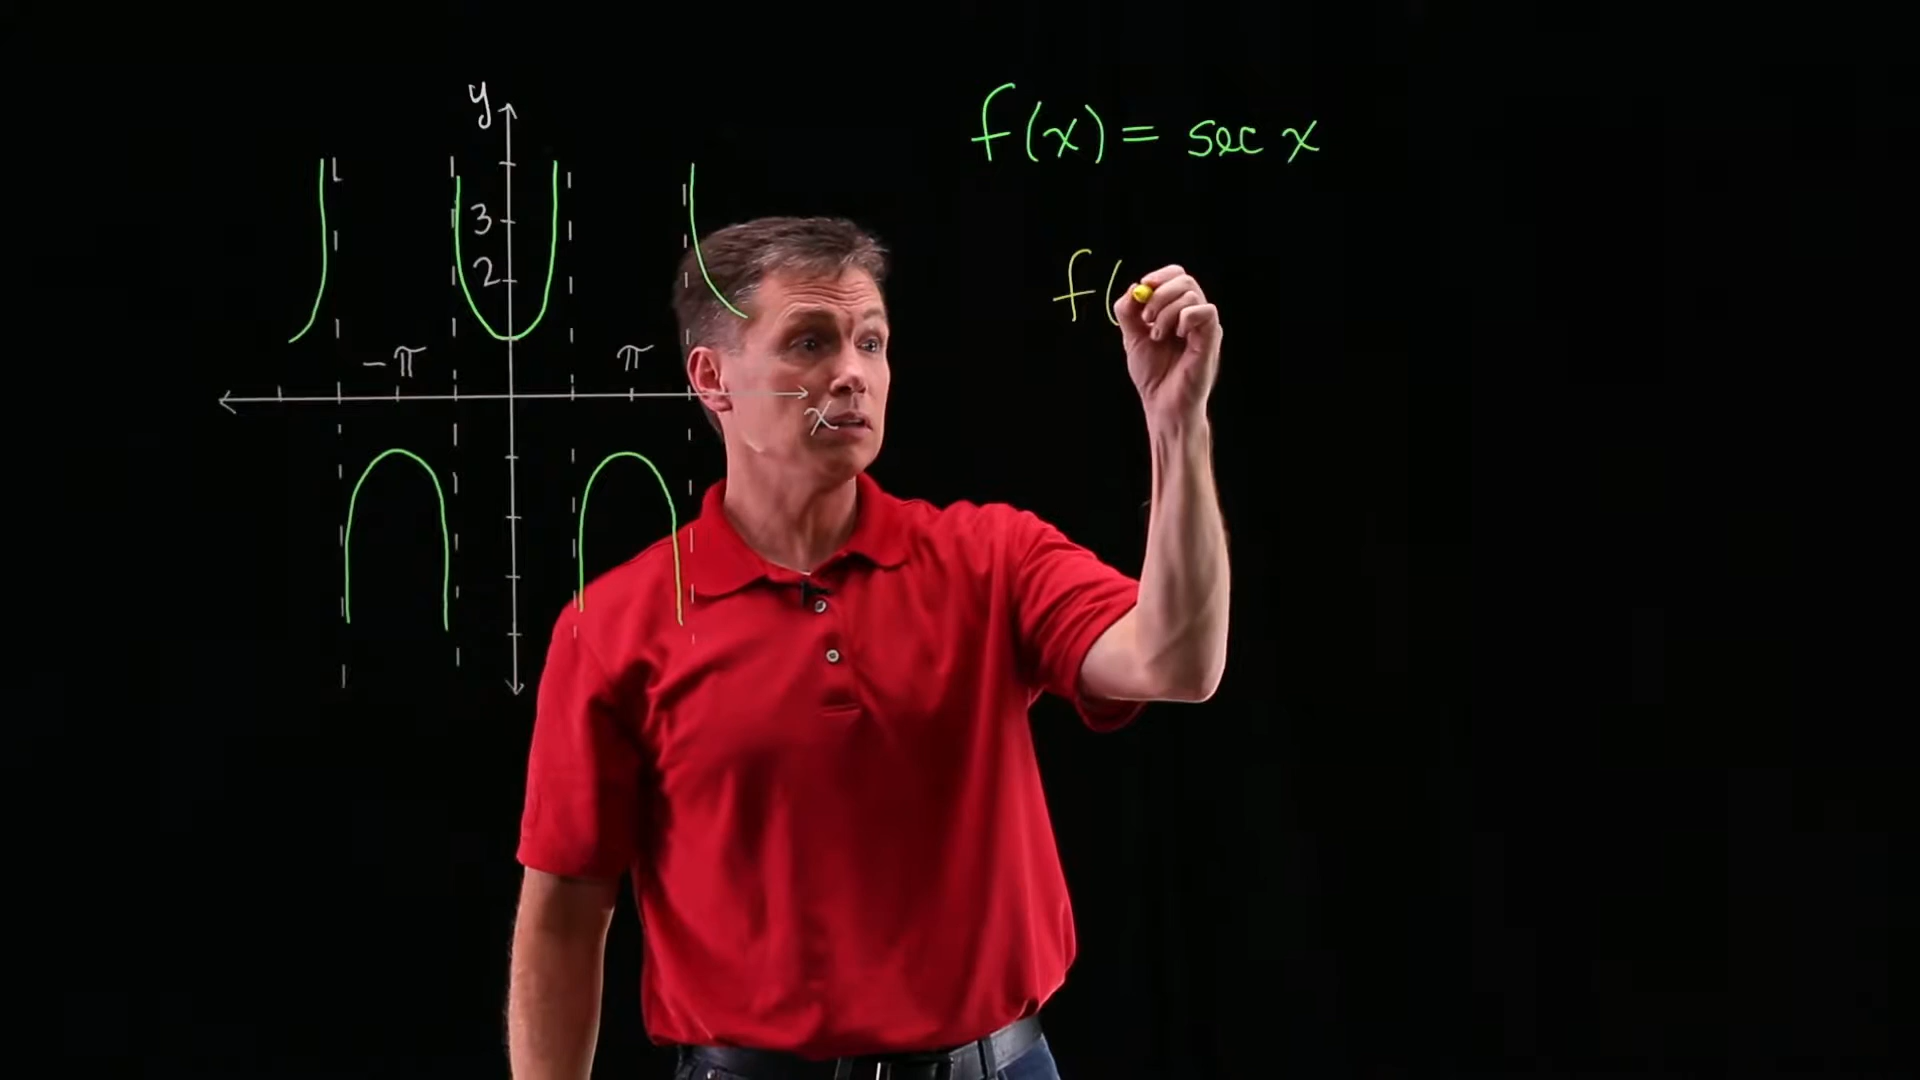 y
f(x) = sec x
3
f(
2
-π
π
x